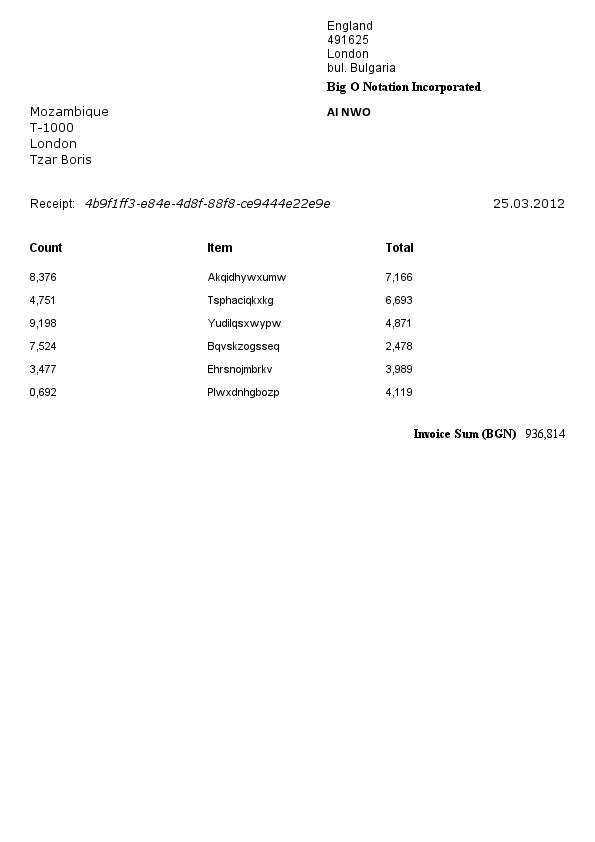 England
491625
London
bul. Bulgaria
Big O Notation Incorporated
Mozambique
AI NWO
T-1000
London
Tzar Boris
Receipt: 4b9f1ff3-e84e-4d8f-88f8-ce9444e22e9e 25.03.2012
Count Item Total
8,376 Akqidhywxumw 7,166
4,751 Tsphaciqkxkg 6,693
9,198 Yudilqsxwypw 4,871
7,524 Bqvskzogsseq 2,478
3,477 Ehrsnojmbrkv 3,989
0,692 Plwxdnhgbozp 4,119
Invoice Sum (BGN) 936,814